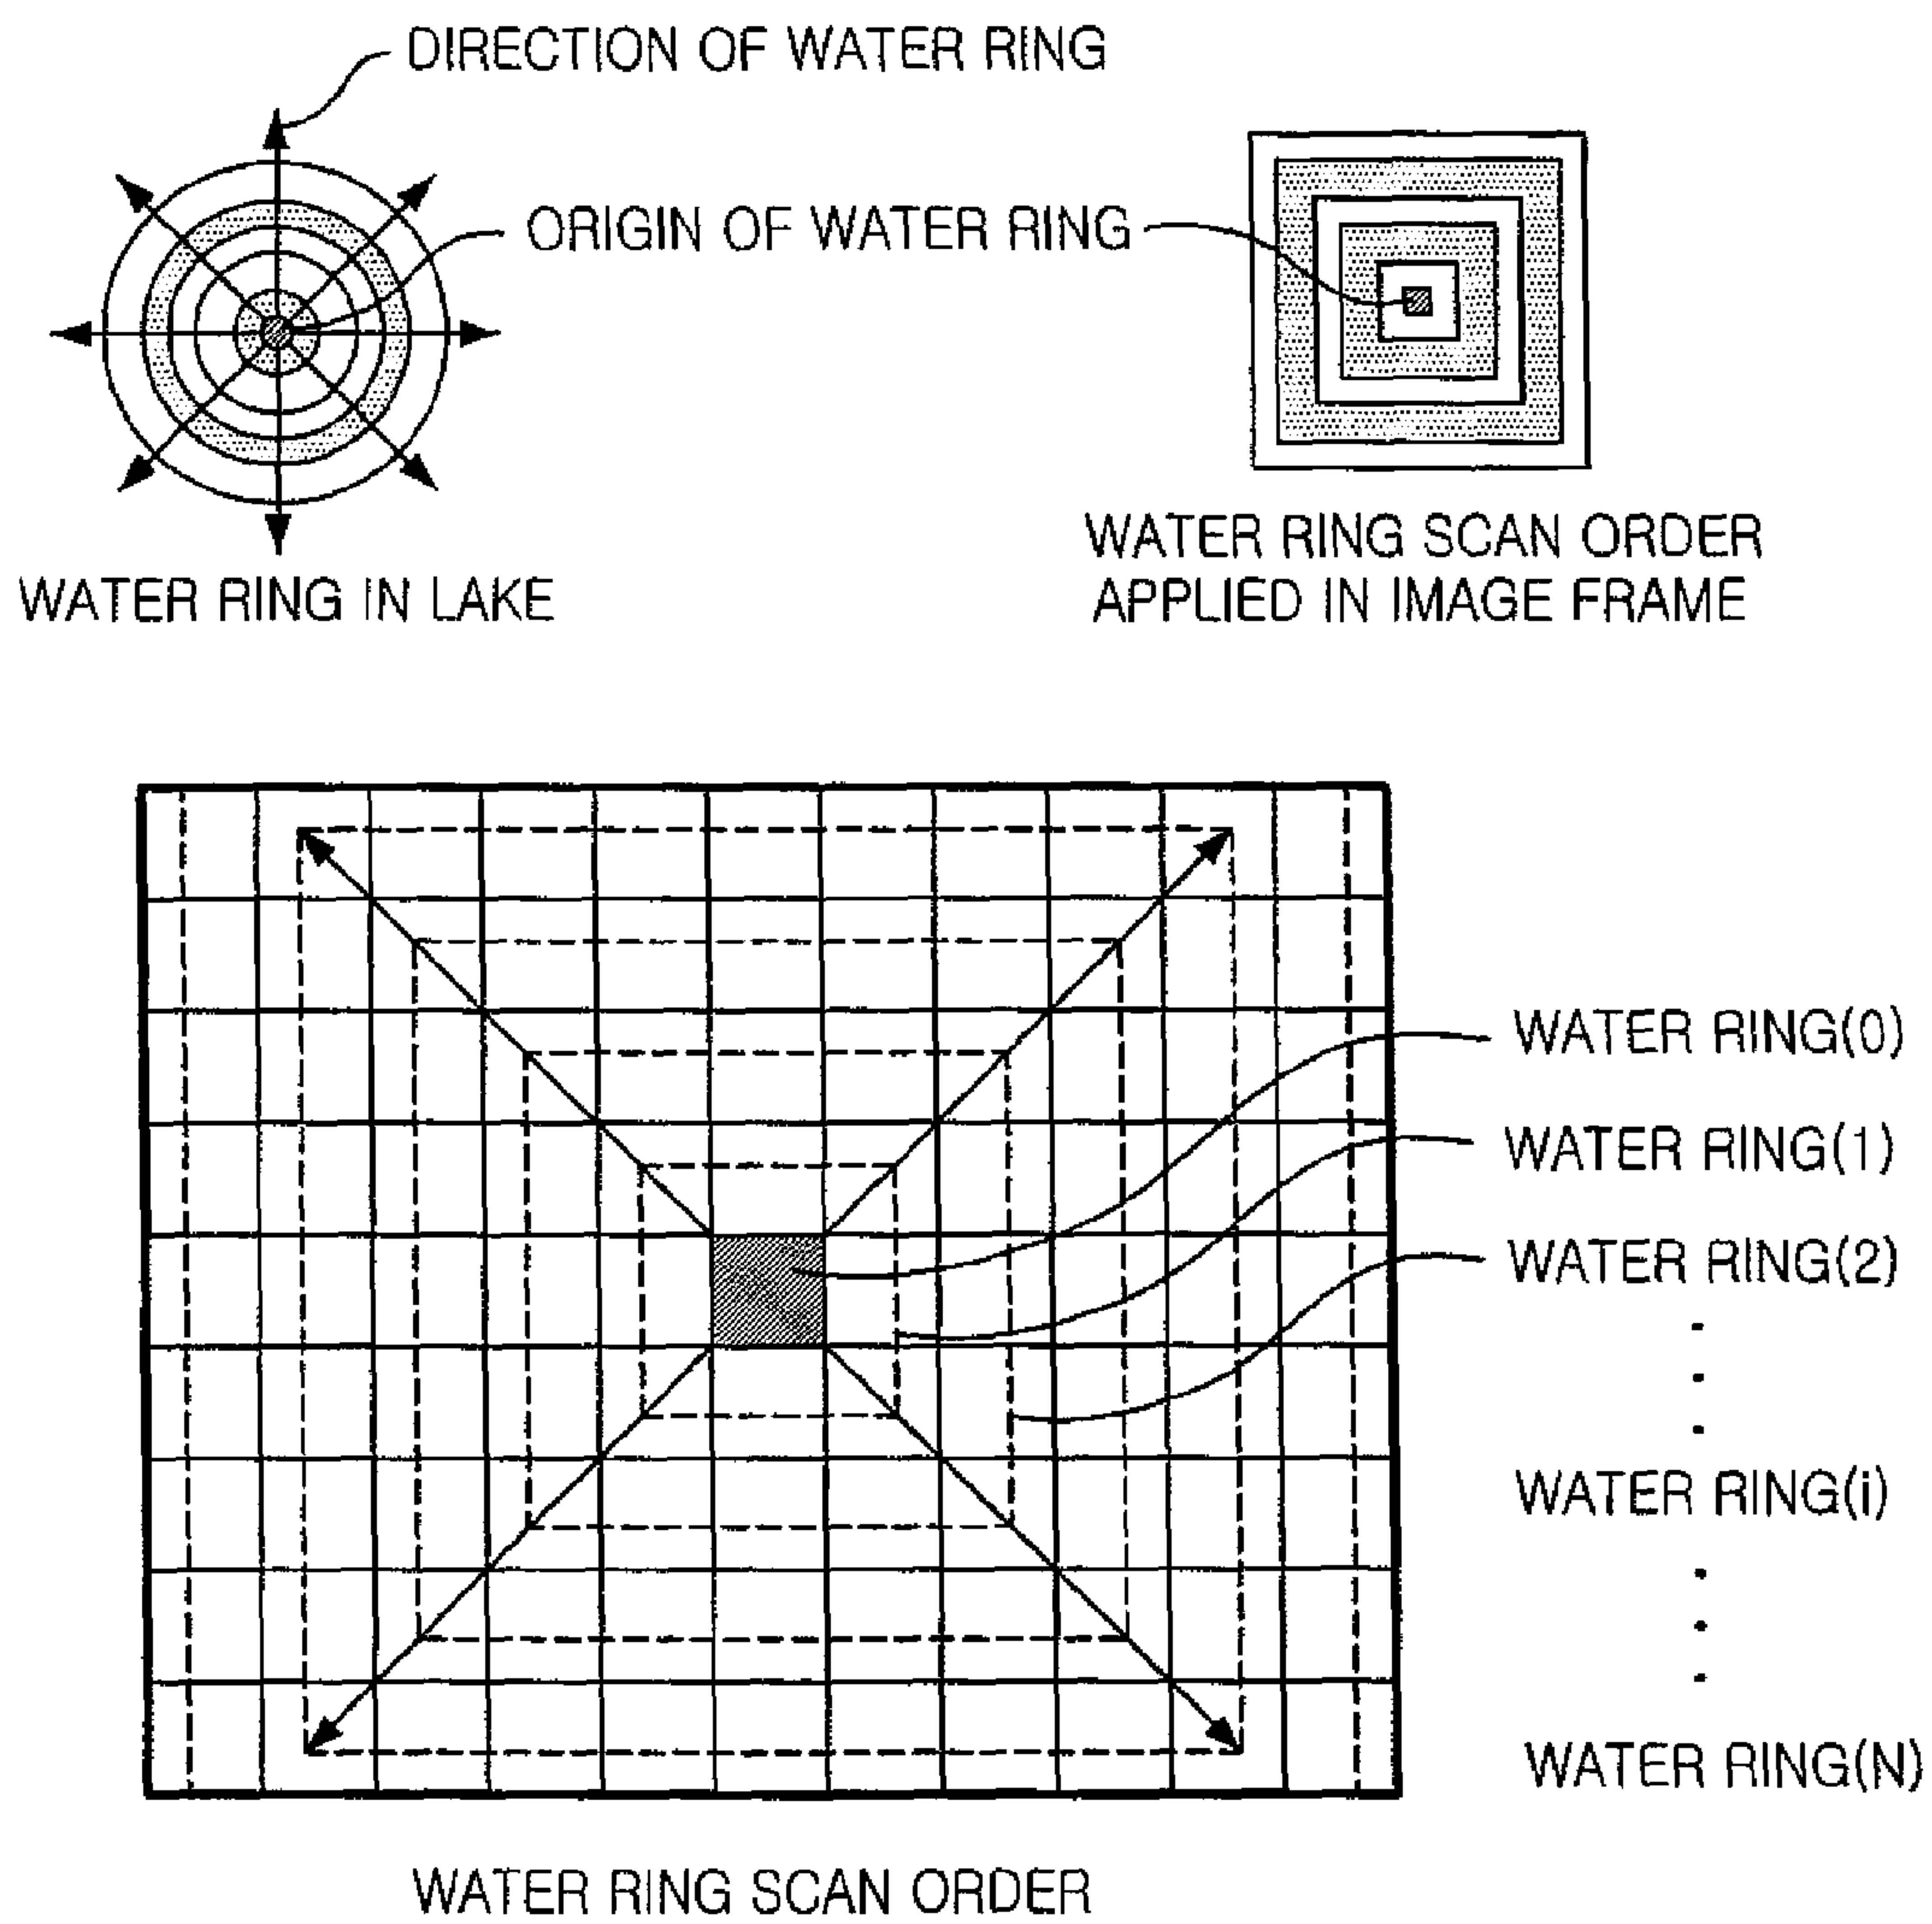 DIRECTION OF WATER RING
ORIGIN OF WATER RING
WATER RING IN LAKE
WATER RING SCAN ORDER
APPLIED IN IMAGE FRAME
WATER RING(0)
WATER RING(1)
WATER RING(2)
WATER RING(i)
WATER RING(N)
WATER RING SCAN ORDER